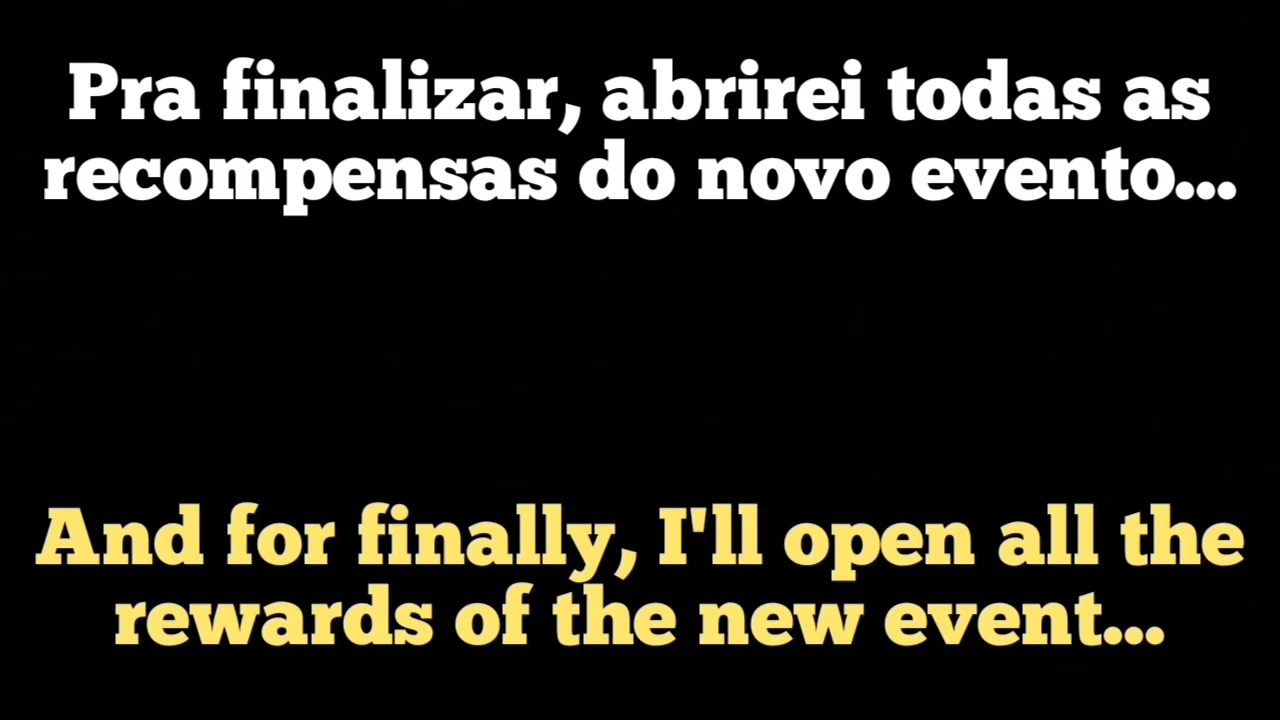 Pra finalizar, abrirei todas as
recompensas do novo evento...
And for finally, I'll open all the
rewards of the new event...